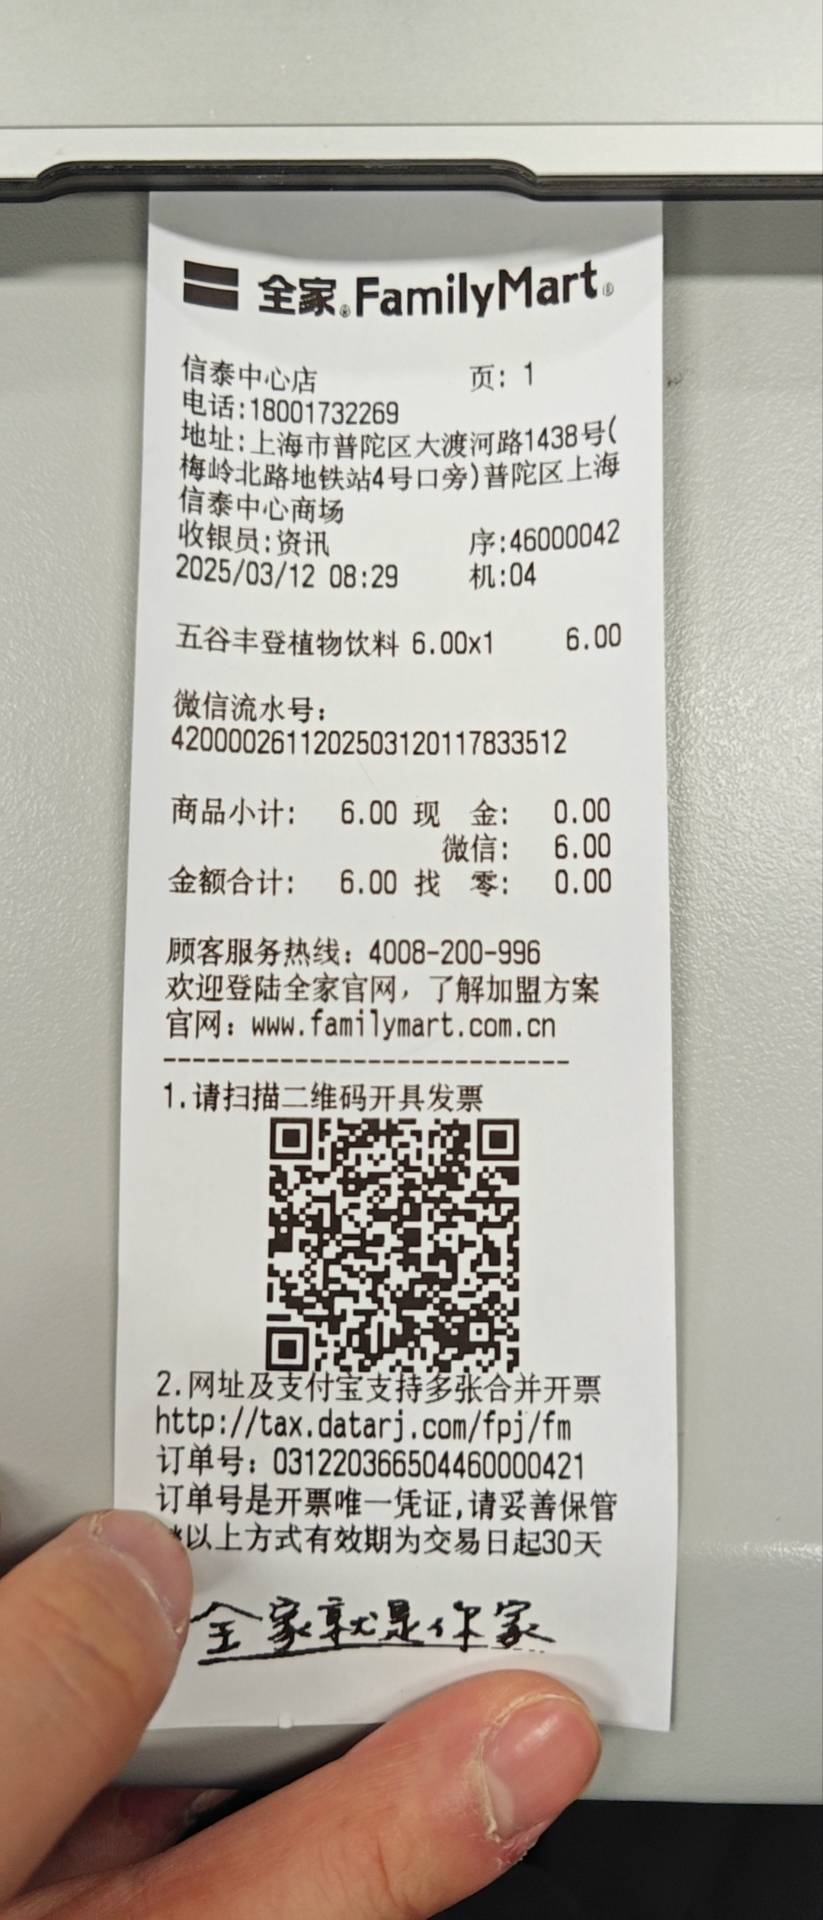 全家®FamilyMart®
信泰中心店 页: 1
电话:18001732269
地址:上海市普陀区大渡河路1438号(
梅岭北路地铁站4号口旁)普陀区上海
信泰中心商场
收银员:资讯 序:46000042
2025/03/12 08:29 机:04
五谷丰登植物饮料 6.00x1 6.00
微信流水号:
4200002611202503120117833512
商品小计: 6.00 现 金: 0.00
微信: 6.00
金额合计: 6.00 找 零: 0.00
顾客服务热线: 4008-200-996
欢迎登陆全家官网, 了解加盟方案
官网: www.familymart.com.cn
----------------------------
1.请扫描二维码开具发票
2.网址及支付宝支持多张合并开票
http://tax.datarj.com/fpj/fm
订单号: 031220366504460000421
订单号是开票唯一凭证,请妥善保管
*以上方式有效期为交易日起30天
全家就是你家